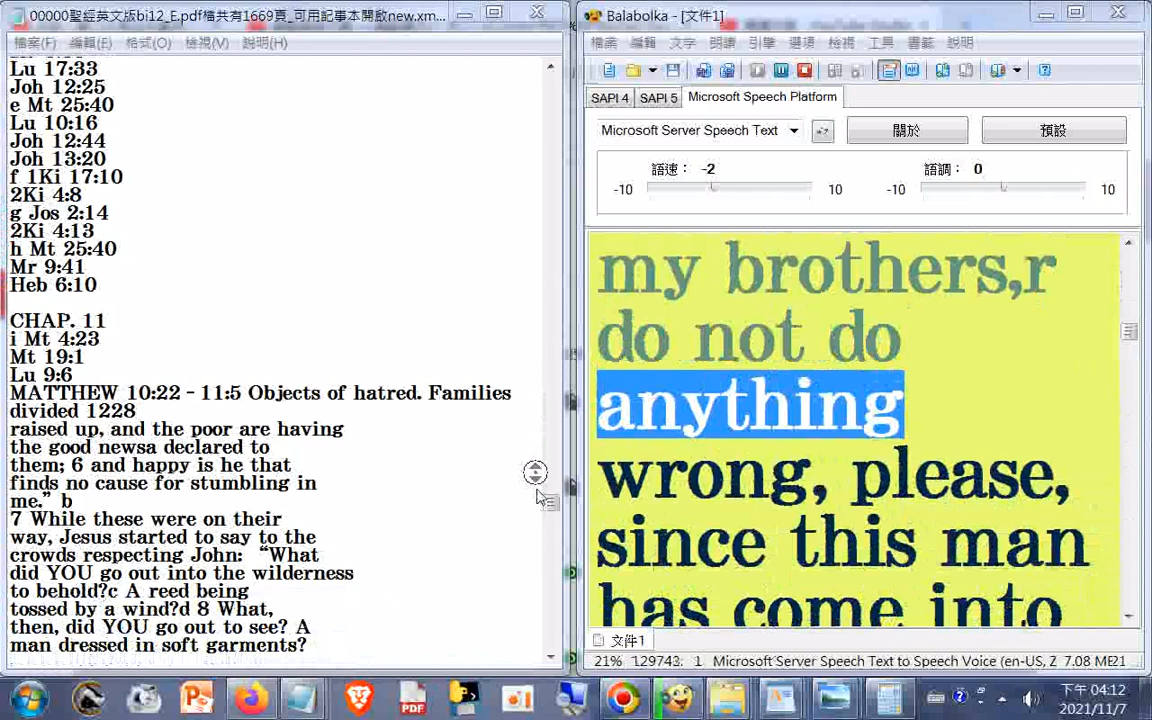 00000聖經英文版bi12_E.pdf檔共有1669頁_可用記事本開啟new.xm...
檔案(F) 編輯(E) 格式(O) 檢視(V) 說明(H)
Lu 17:33
Joh 12:25
e Mt 25:40
Lu 10:16
Joh 12:44
Joh 13:20
f 1Ki 17:10
2Ki 4:8
g Jos 2:14
2Ki 4:13
h Mt 25:40
Mr 9:41
Heb 6:10
CHAP. 11
i Mt 4:23
Mt 19:1
Lu 9:6
MATTHEW 10:22 - 11:5 Objects of hatred. Families
divided 1228
raised up, and the poor are having
the good newsa declared to
them; 6 and happy is he that
finds no cause for stumbling in
me.” b
7 While these were on their
way, Jesus started to say to the
crowds respecting John: “What
did YOU go out into the wilderness
to behold?c A reed being
tossed by a wind?d 8 What,
then, did YOU go out to see? A
man dressed in soft garments?
Balabolka - [文件1]
檔案 編輯 文字 朗讀 引擎 選項 檢視 工具 書籤 說明
SAPI 4 SAPI 5 Microsoft Speech Platform
Microsoft Server Speech Text 關於 預設
語速： -2 語調： 0
-10 10 -10 10
my brothers,r
do not do
anything
wrong, please,
since this man
has come into
文件1
21% 129743: 1 Microsoft Server Speech Text to Speech Voice (en-US, Z 7.08 ME21
下午 04:12
2021/11/7